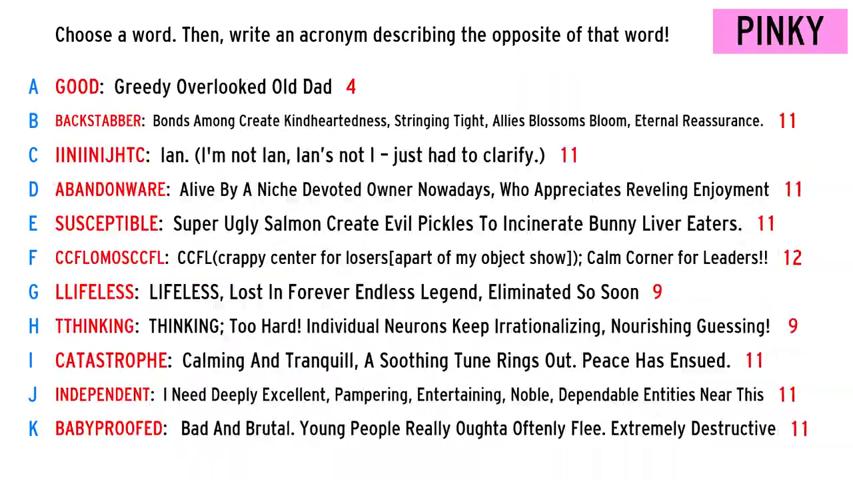 Choose a word. Then, write an acronym describing the opposite of that word!
PINKY
A GOOD: Greedy Overlooked Old Dad 4
B BACKSTABBER: Bonds Among Create Kindheartedness, Stringing Tight, Allies Blossoms Bloom, Eternal Reassurance. 11
C IINIINIJHTC: Ian. (I'm not Ian, Ian's not I – just had to clarify.) 11
D ABANDONWARE: Alive By A Niche Devoted Owner Nowadays, Who Appreciates Reveling Enjoyment 11
E SUSCEPTIBLE: Super Ugly Salmon Create Evil Pickles To Incinerate Bunny Liver Eaters. 11
F CCFLOMOSCCFL: CCFL(crappy center for losers[apart of my object show]); Calm Corner for Leaders!! 12
G LLIFELESS: LIFELESS, Lost In Forever Endless Legend, Eliminated So Soon 9
H TTHINKING: THINKING; Too Hard! Individual Neurons Keep Irrationalizing, Nourishing Guessing! 9
I CATASTROPHE: Calming And Tranquill, A Soothing Tune Rings Out. Peace Has Ensued. 11
J INDEPENDENT: I Need Deeply Excellent, Pampering, Entertaining, Noble, Dependable Entities Near This 11
K BABYPROOFED: Bad And Brutal. Young People Really Oughta Oftenly Flee. Extremely Destructive 11